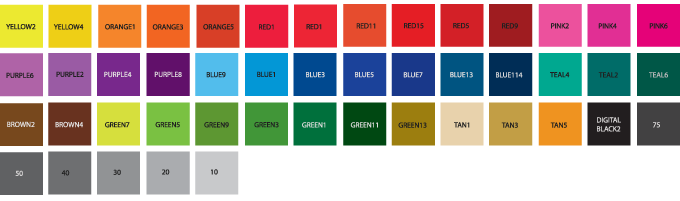 YELLOW2 YELLOW4 ORANGE1 ORANGE3 ORANGE5 RED1 RED1 RED11 RED15 RED5 RED9 PINK2 PINK4 PINK6
PURPLE6 PURPLE2 PURPLE4 PURPLE8 BLUE9 BLUE1 BLUE3 BLUE5 BLUE7 BLUE13 BLUE114 TEAL4 TEAL2 TEAL6
BROWN2 BROWN4 GREEN7 GREEN5 GREEN9 GREEN3 GREEN1 GREEN11 GREEN13 TAN1 TAN3 TAN5 DIGITAL BLACK2 75
50 40 30 20 10